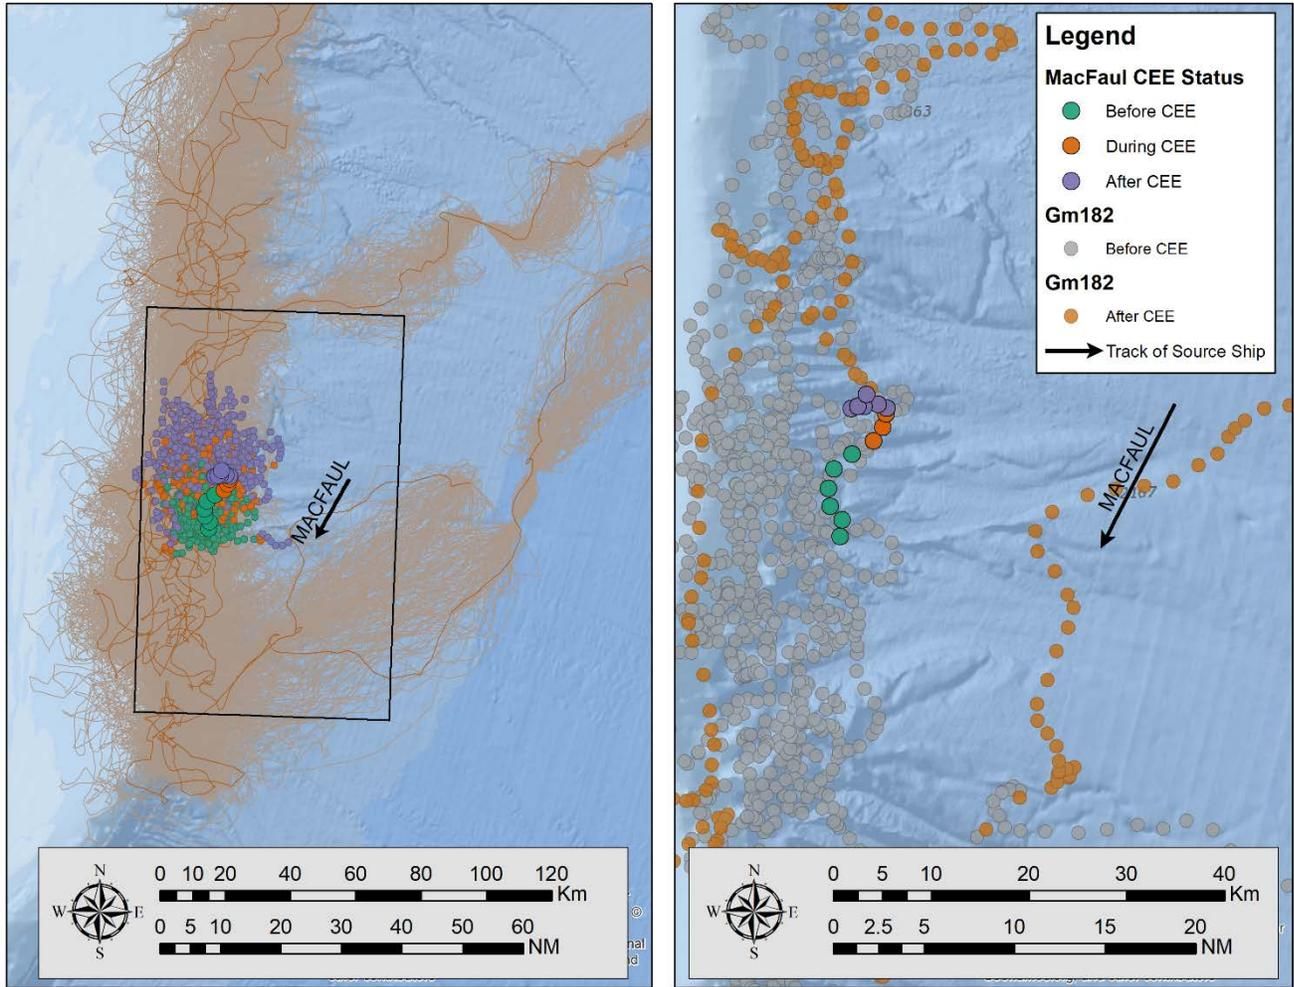 MACFAUL
N
W E
S
0 10 20 40 60 80 100 120
Km
0 5 10 20 30 40 50 60
NM
©
nal
Legend
MacFaul CEE Status
Before CEE
During CEE
After CEE
Gm182
Before CEE
Gm182
After CEE
Track of Source Ship
MACFAUL
N
W E
S
0 5 10 20 30 40
Km
0 2.5 5 10 15 20
NM